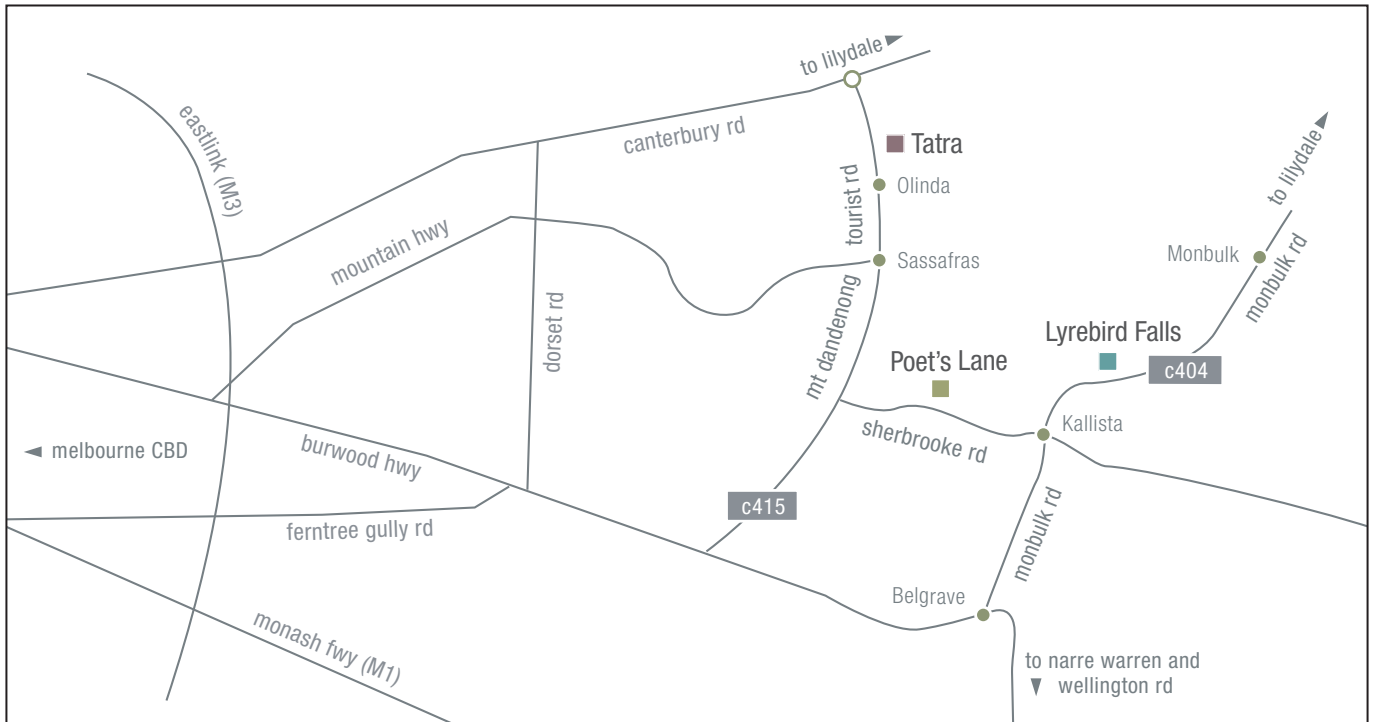 to lilydale
eastlink (M3)
canterbury rd
Tatra
to lilydale
Olinda
tourist rd
mountain hwy
Monbulk
Sassafras
monbulk rd
dorset rd
mt dandenong
Lyrebird Falls
Poet's Lane
c404
Kallista
sherbrooke rd
melbourne CBD
burwood hwy
c415
ferntree gully rd
monbulk rd
Belgrave
monash fwy (M1)
to narre warren and
wellington rd